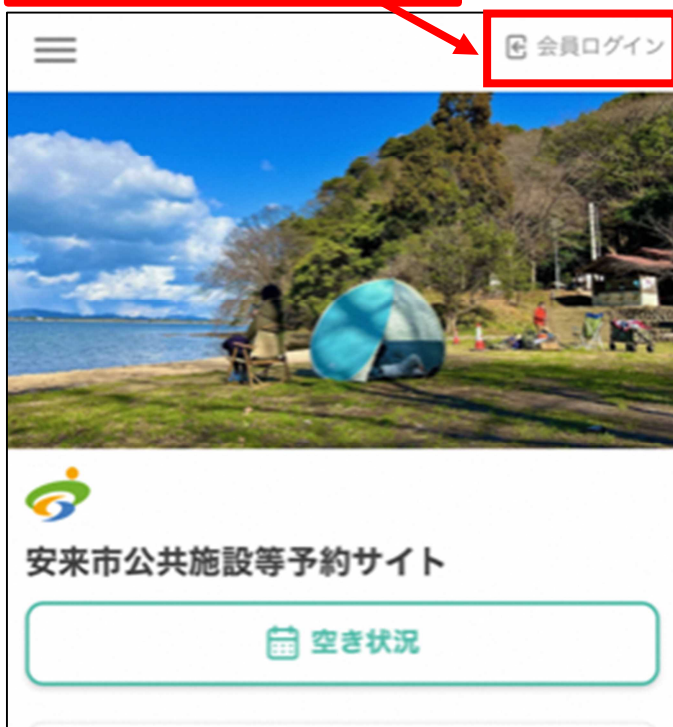 会員ログイン
安来市公共施設等予約サイト
空き状況